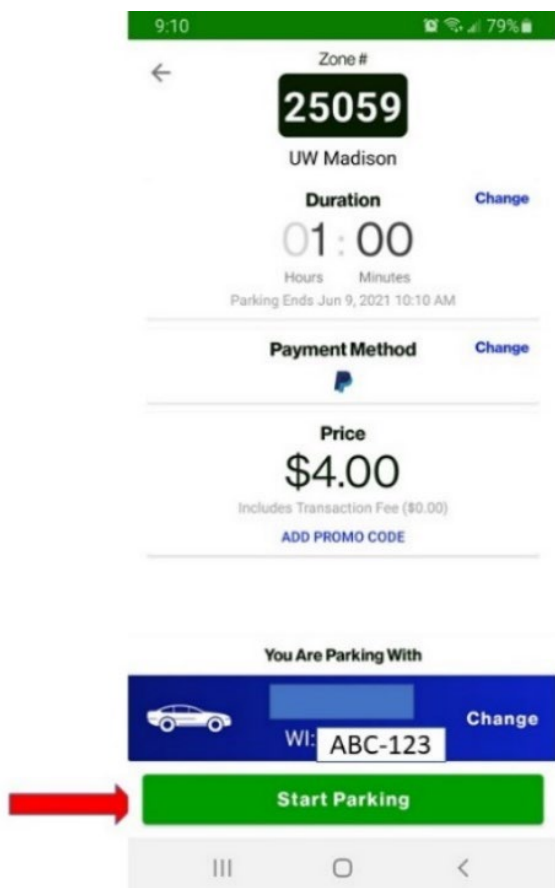 9:10 79%
Zone #
25059
UW Madison
Duration Change
01:00
Hours Minutes
Parking Ends Jun 9, 2021 10:10 AM
Payment Method Change
Price
$4.00
Includes Transaction Fee ($0.00)
ADD PROMO CODE
You Are Parking With
Change
WI: ABC-123
Start Parking